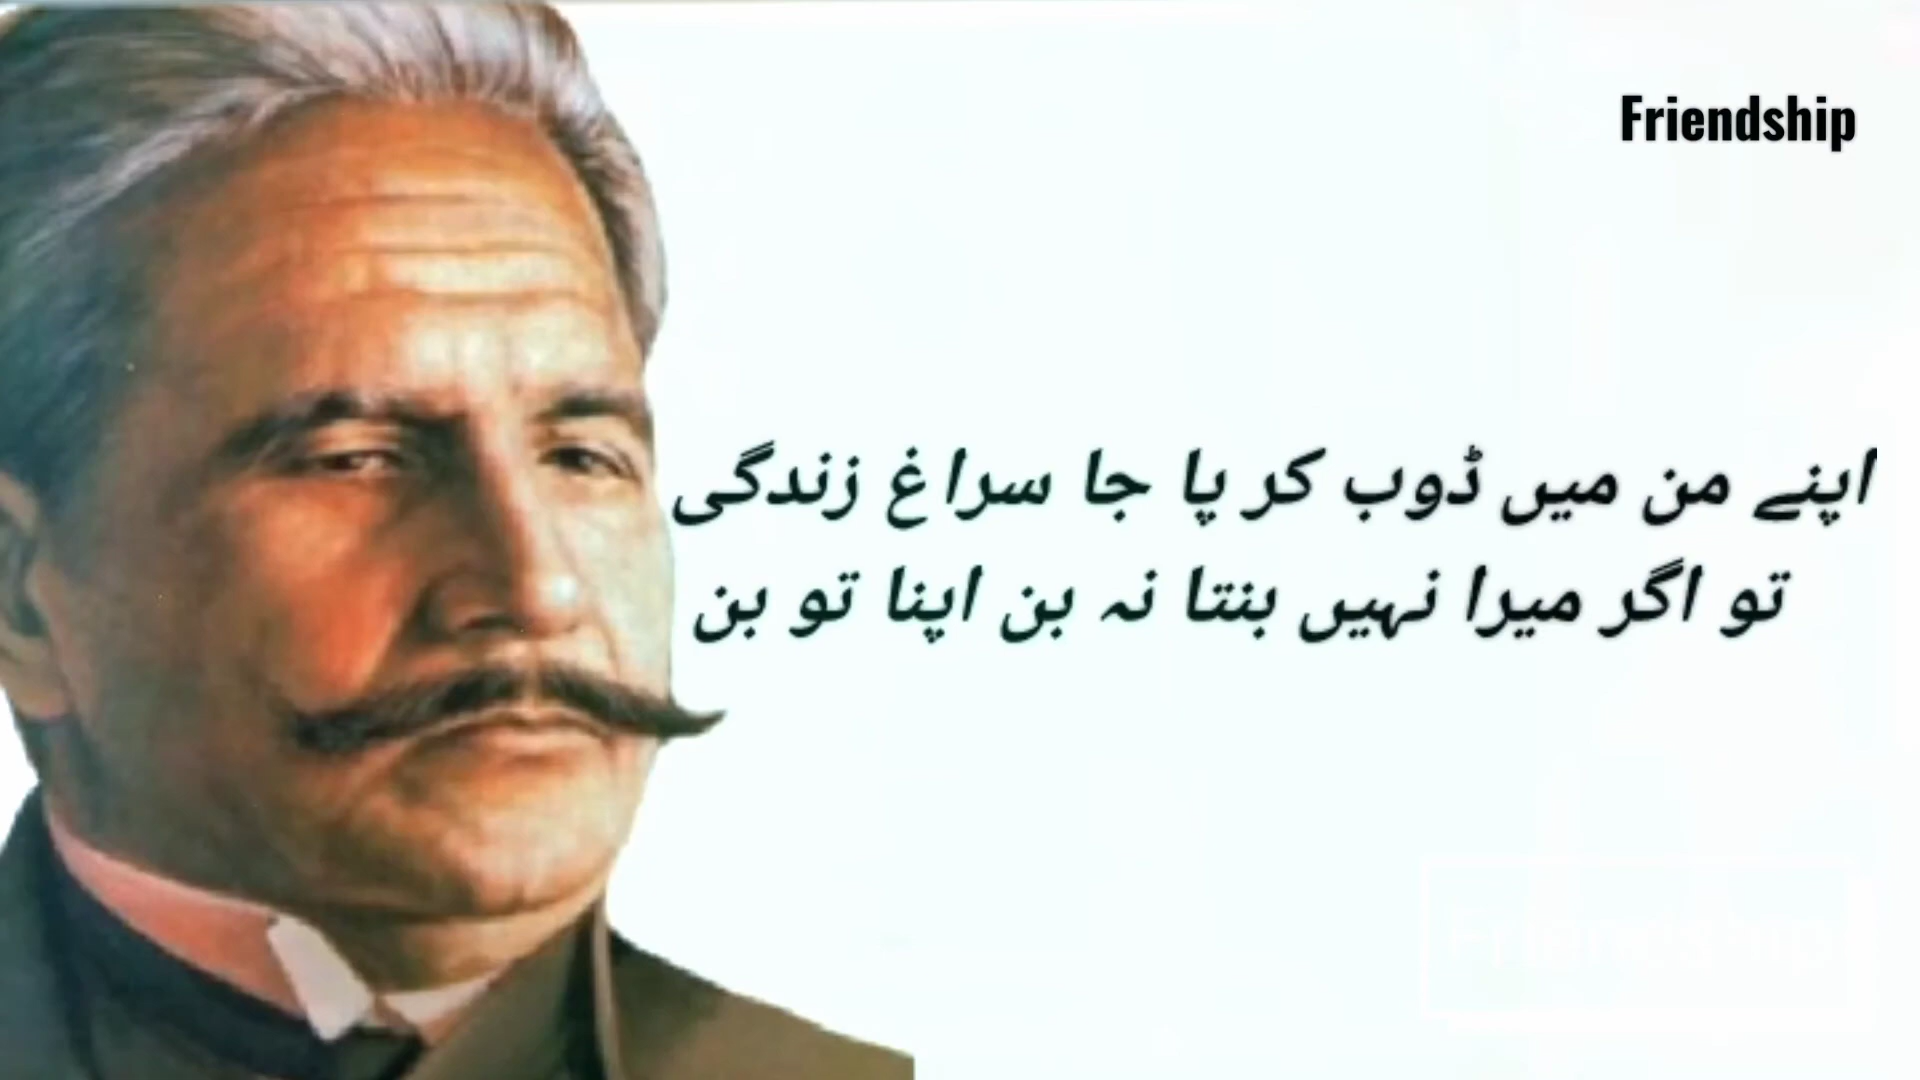 Friendship
اپنے من میں ڈوب کر پا جا سراغ زندگی
تو اگر میرا نہیں بنتا نہ بن اپنا تو بن